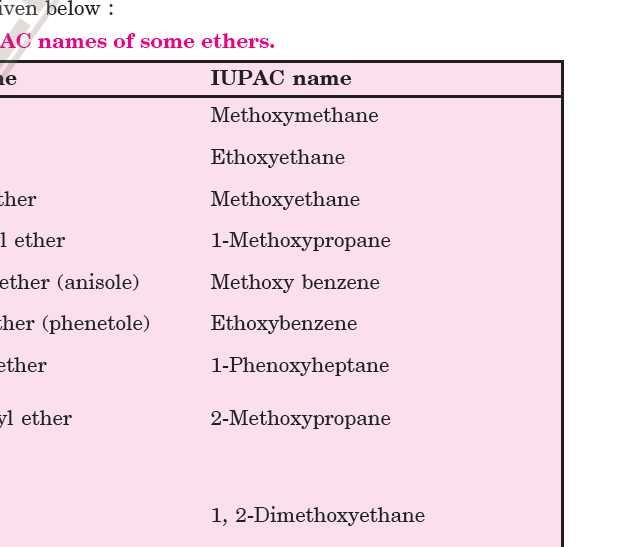 iven below :
AC names of some ethers.
ne IUPAC name
Methoxymethane
Ethoxyethane
ther Methoxyethane
l ether 1-Methoxypropane
ether (anisole) Methoxy benzene
ther (phenetole) Ethoxybenzene
ether 1-Phenoxyheptane
yl ether 2-Methoxypropane
1, 2-Dimethoxyethane